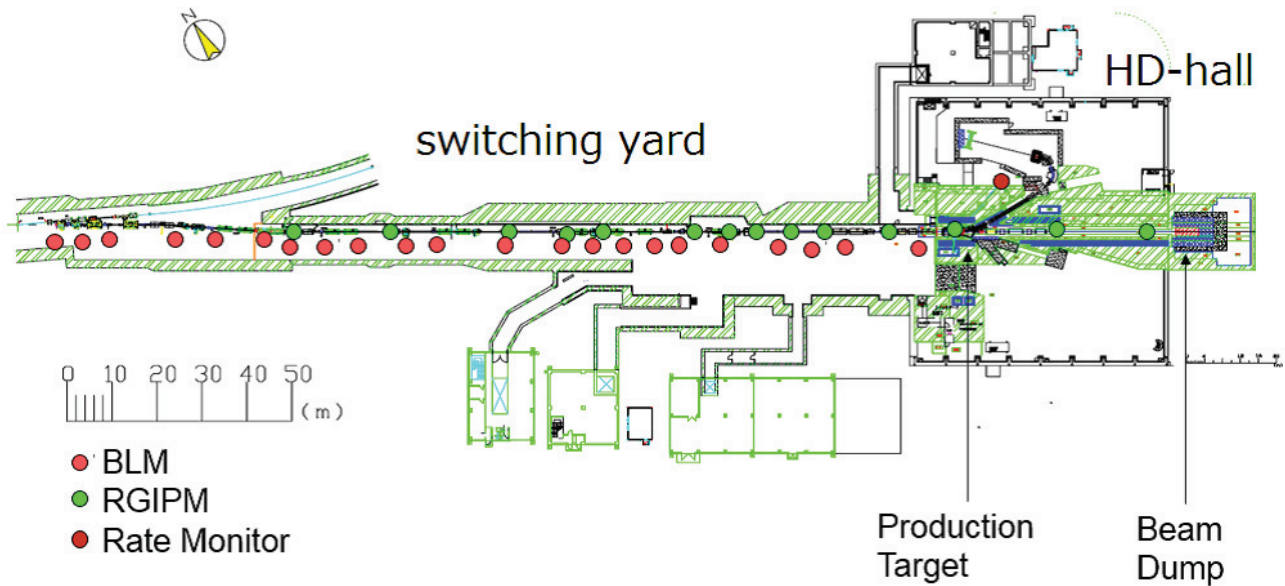 N
HD-hall
switching yard
0 10 20 30 40 50
(m)
BLM
RGIPM
Rate Monitor
Production
Target
Beam
Dump